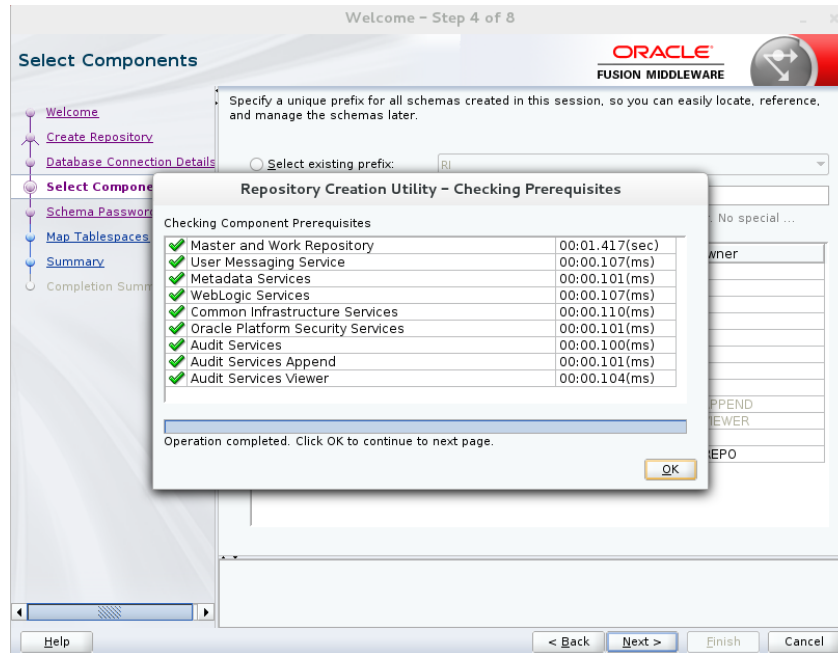 Welcome - Step 4 of 8
Select Components
ORACLE
FUSION MIDDLEWARE
Welcome
Create Repository
Database Connection Details
Select Compone
Schema Passwor
Map Tablespaces
Summary
Completion Summ
Specify a unique prefix for all schemas created in this session, so you can easily locate, reference,
and manage the schemas later.
Select existing prefix:
RI
. No special ...
wner
PPEND
IEWER
REPO
Repository Creation Utility - Checking Prerequisites
Checking Component Prerequisites
Master and Work Repository 00:01.417(sec)
User Messaging Service 00:00.107(ms)
Metadata Services 00:00.101(ms)
WebLogic Services 00:00.107(ms)
Common Infrastructure Services 00:00.110(ms)
Oracle Platform Security Services 00:00.101(ms)
Audit Services 00:00.100(ms)
Audit Services Append 00:00.101(ms)
Audit Services Viewer 00:00.104(ms)
Operation completed. Click OK to continue to next page.
OK
Help
< Back
Next >
Finish
Cancel